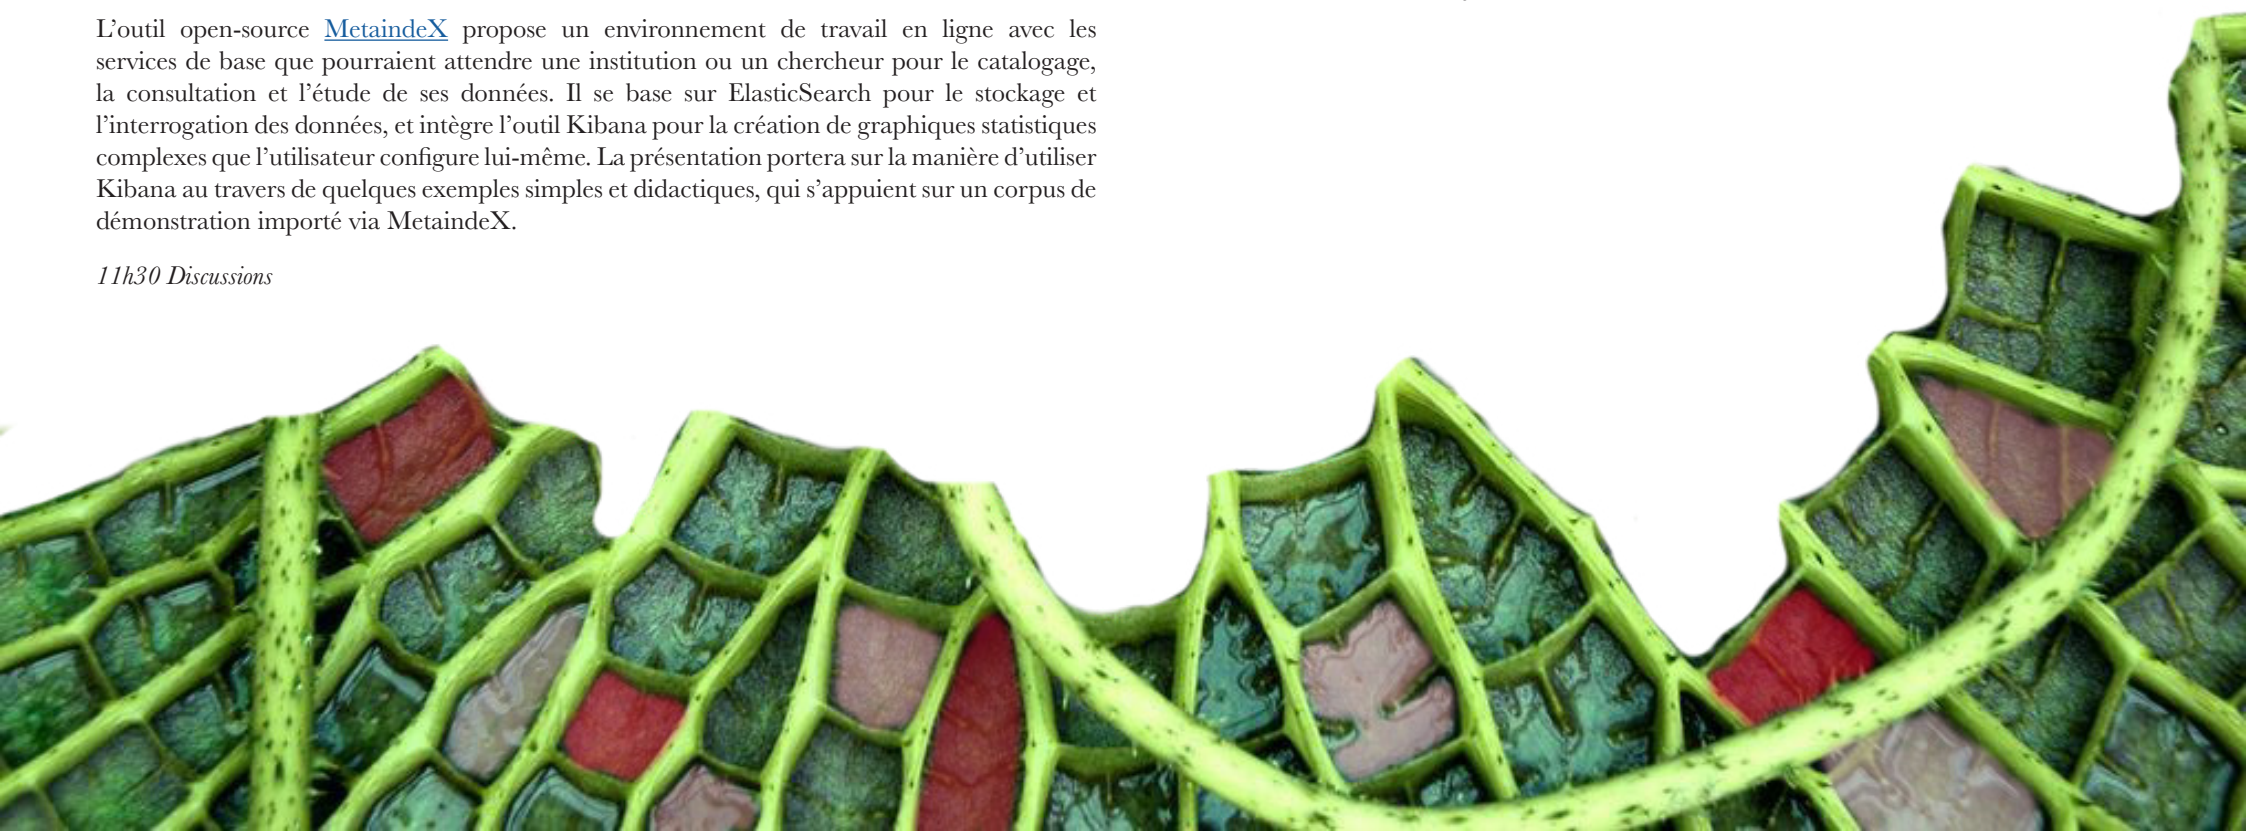 L’outil open-source MetaindeX propose un environnement de travail en ligne avec les
services de base que pourraient attendre une institution ou un chercheur pour le catalogage,
la consultation et l’étude de ses données. Il se base sur ElasticSearch pour le stockage et
l’interrogation des données, et intègre l’outil Kibana pour la création de graphiques statistiques
complexes que l’utilisateur configure lui-même. La présentation portera sur la manière d’utiliser
Kibana au travers de quelques exemples simples et didactiques, qui s’appuient sur un corpus de
démonstration importé via MetaindeX.
11h30 Discussions